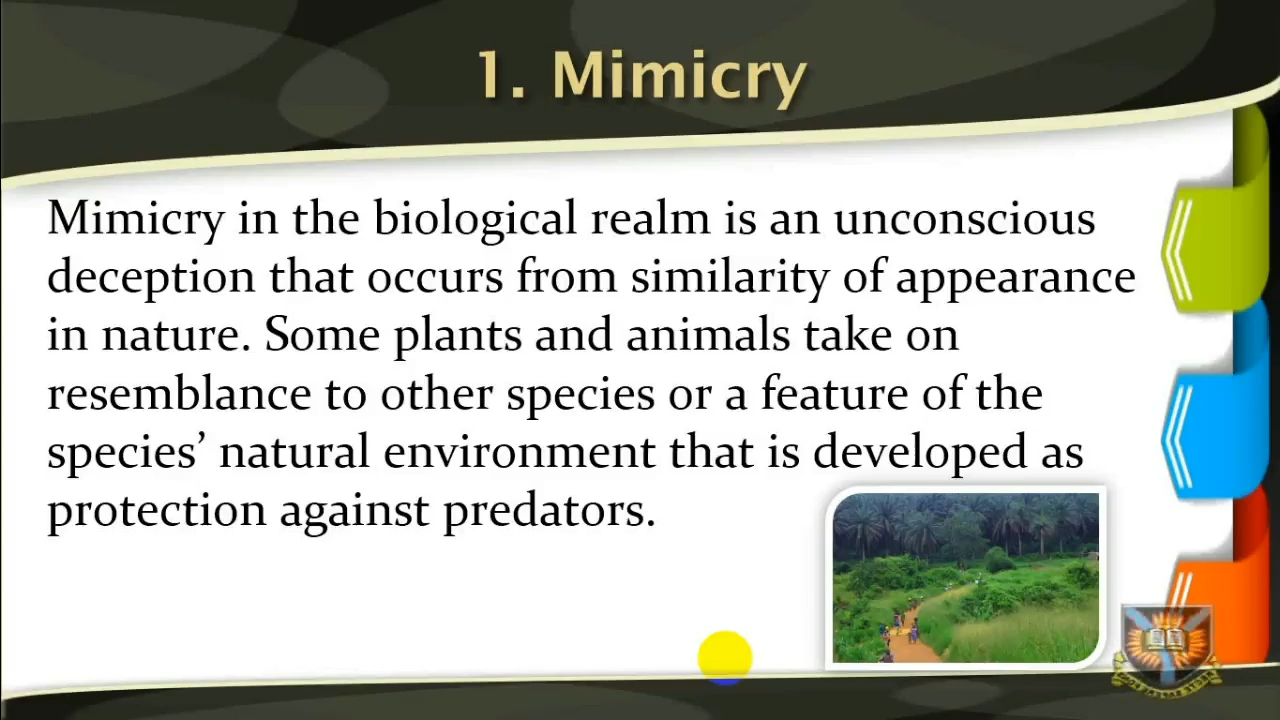 1. Mimicry
Mimicry in the biological realm is an unconscious
deception that occurs from similarity of appearance
in nature. Some plants and animals take on
resemblance to other species or a feature of the
species’ natural environment that is developed as
protection against predators.